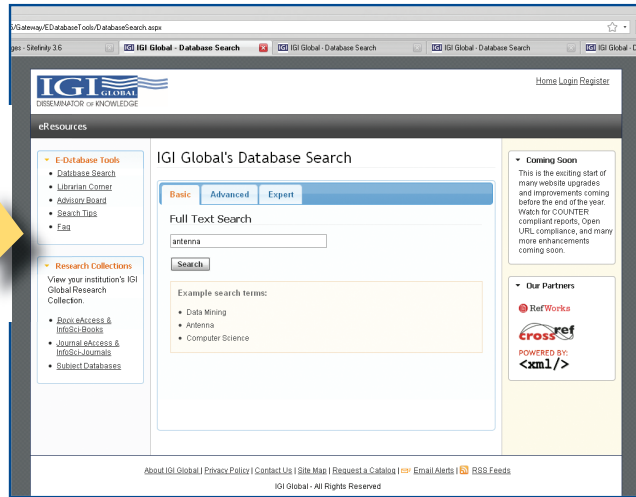 5/Gateway/EDatabaseTools/DatabaseSearch.aspx
ges - Sitefinity 3.6
IGI Global - Database Search
IGI Global - Database Search
IGI Global - Database Search
IGI Global - D
IGI
GLOBAL
DISSEMINATOR OF KNOWLEDGE
Home Login Register
eResources
E-Database Tools
Database Search
Librarian Corner
Advisory Board
Search Tips
Faq
Research Collections
View your institution's IGI
Global Research
Collection.
Book eAccess &
InfoSci-Books
Journal eAccess &
InfoSci-Journals
Subject Databases
IGI Global's Database Search
Basic
Advanced
Expert
Full Text Search
antenna
Search
Example search terms:
Data Mining
Antenna
Computer Science
Coming Soon
This is the exciting start of
many website upgrades
and improvements coming
before the end of the year.
Watch for COUNTER
compliant reports, Open
URL compliance, and many
more enhancements
coming soon.
Our Partners
RefWorks
crossref
POWERED BY:
<xml/>
About IGI Global | Privacy Policy | Contact Us | Site Map | Request a Catalog | Email Alerts | RSS Feeds
IGI Global - All Rights Reserved